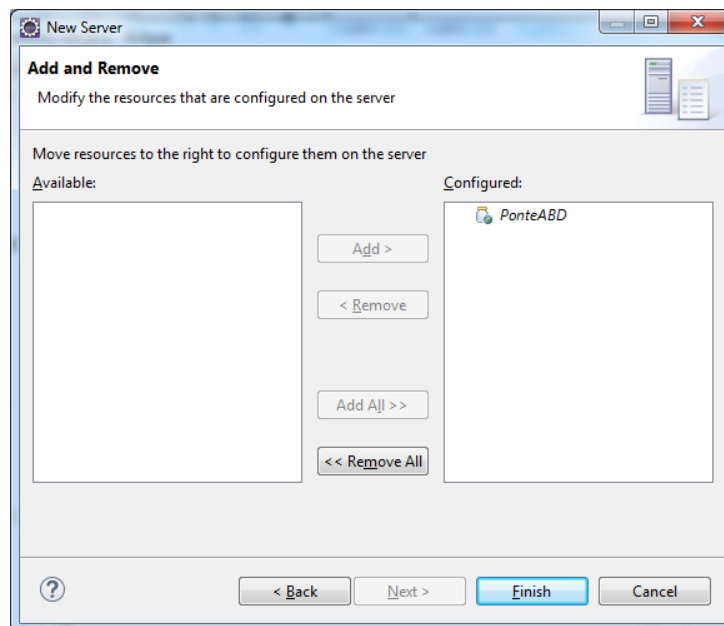 New Server
Add and Remove
Modify the resources that are configured on the server
Move resources to the right to configure them on the server
Available:
Configured:
PonteABD
Add >
< Remove
Add All >>
<< Remove All
?
< Back
Next >
Finish
Cancel